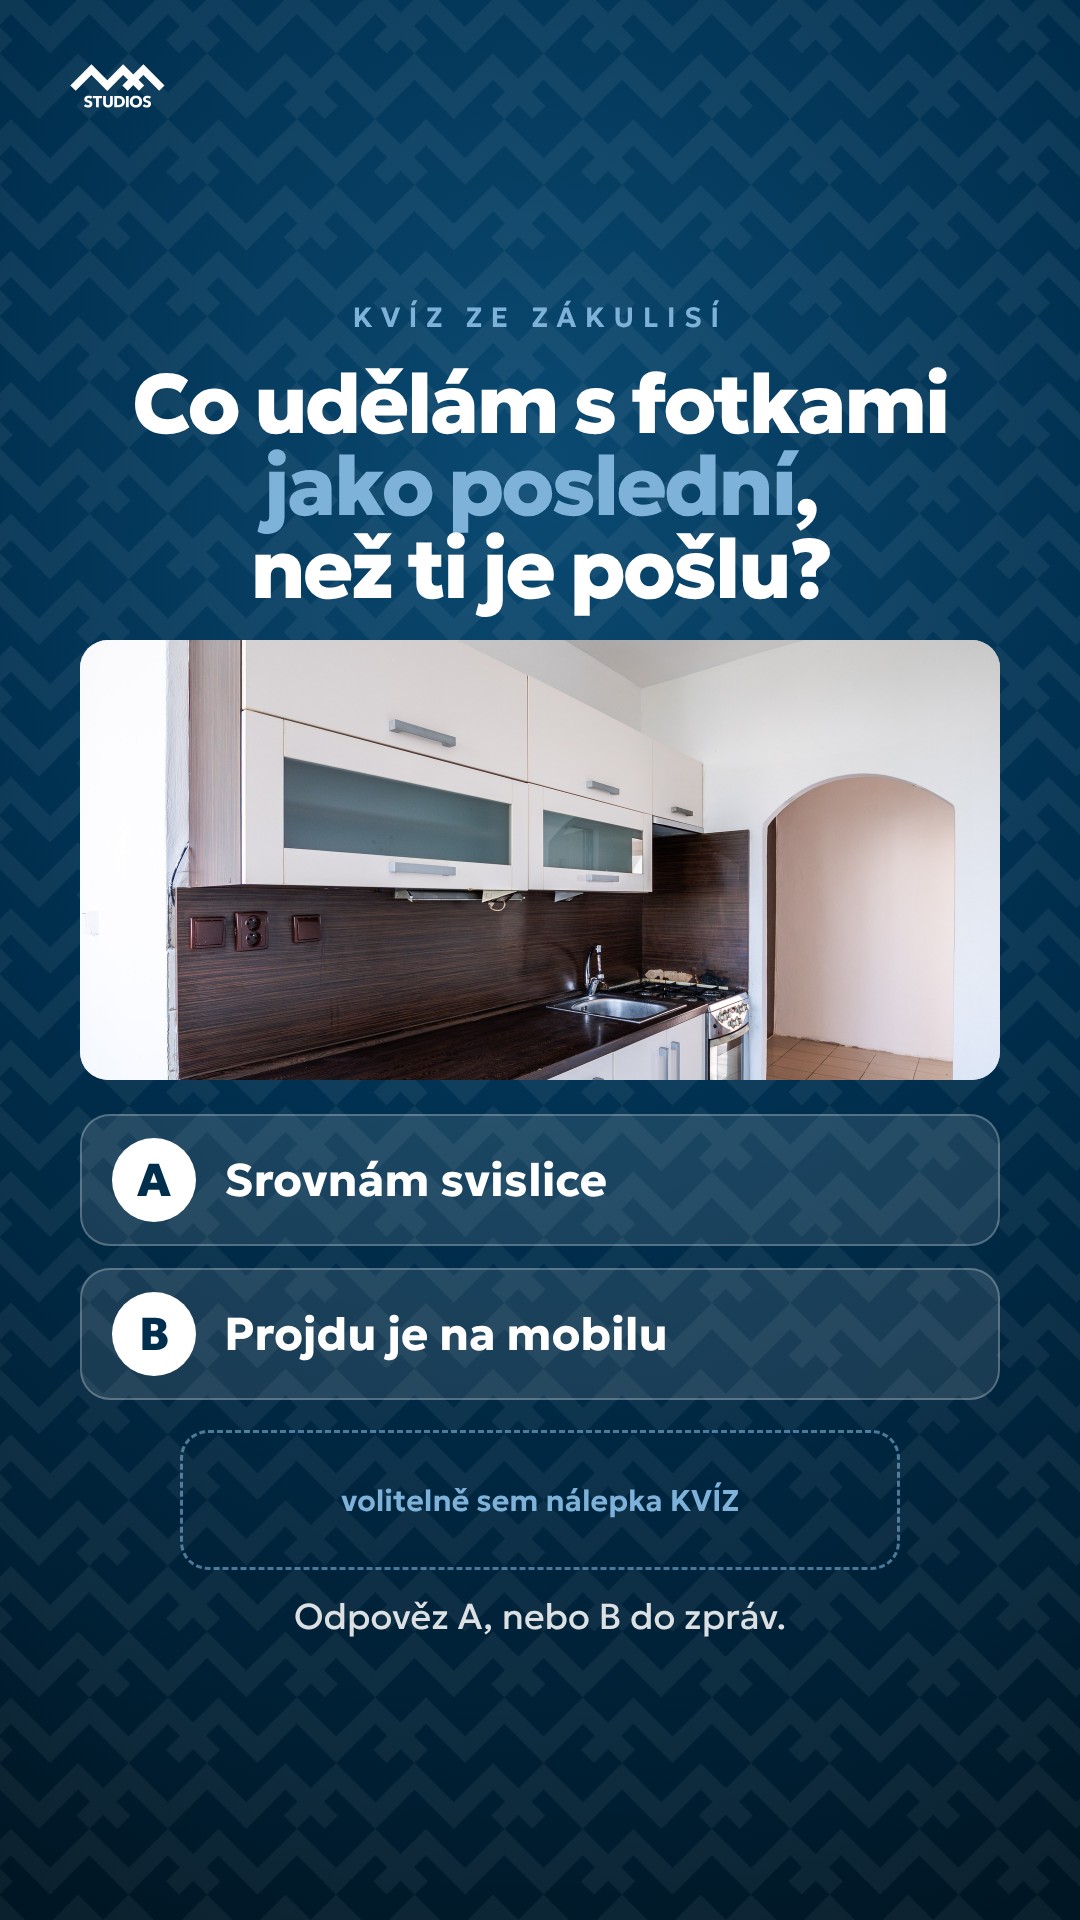 STUDIOS
KVÍZ ZE ZÁKULISÍ
Co udělám s fotkami
jako poslední,
než ti je pošlu?
A Srovnám svislice
B Projdu je na mobilu
volitelně sem nálepka KVÍZ
Odpověz A, nebo B do zpráv.